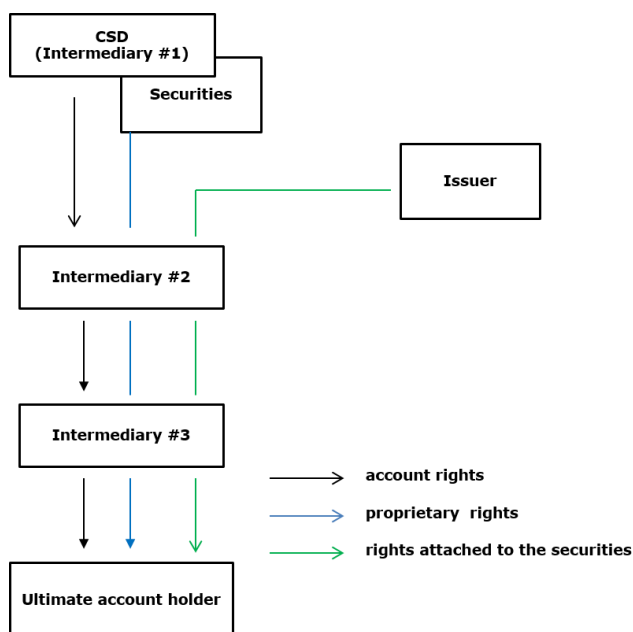 CSD
(Intermediary #1)
Securities
Issuer
Intermediary #2
Intermediary #3
account rights
proprietary rights
rights attached to the securities
Ultimate account holder